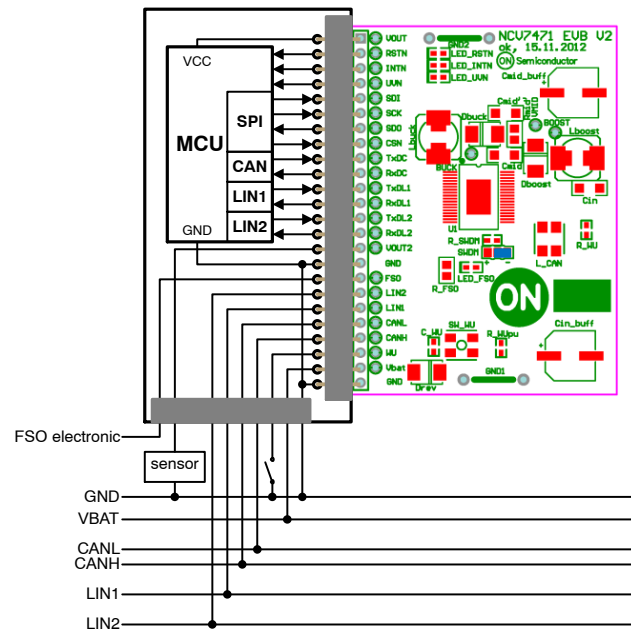 NCV7471 EVB V2
ok, 15.11.2012
ON Semiconductor
VCC
MCU
SPI
CAN
LIN1
LIN2
GND
VOUT
RSTN
INTN
UVN
SDI
SCK
SDO
CSN
TxDC
RxDC
TxDL1
RxDL1
TxDL2
RxDL2
VOUT2
GND
FSO
LIN2
LIN1
CANL
CANH
WU
Vbat
GND
GND2
LED_RSTN
LED_INTN
LED_UVN
Cmid_buff
+
Cmid'
Rmid
VMID
BOOST
Dbuck
Lbuck
Lboost
BUCK
Cmid
Dboost
Cin
U1
R_SWDM
SWDM
+
-
L_CAN
R_WU
R_FSO
LED_FSO
ON
Cin_buff
+
C_WU
SW_WU
R_WUpu
Drev
GND1
FSO electronic
sensor
GND
VBAT
CANL
CANH
LIN1
LIN2